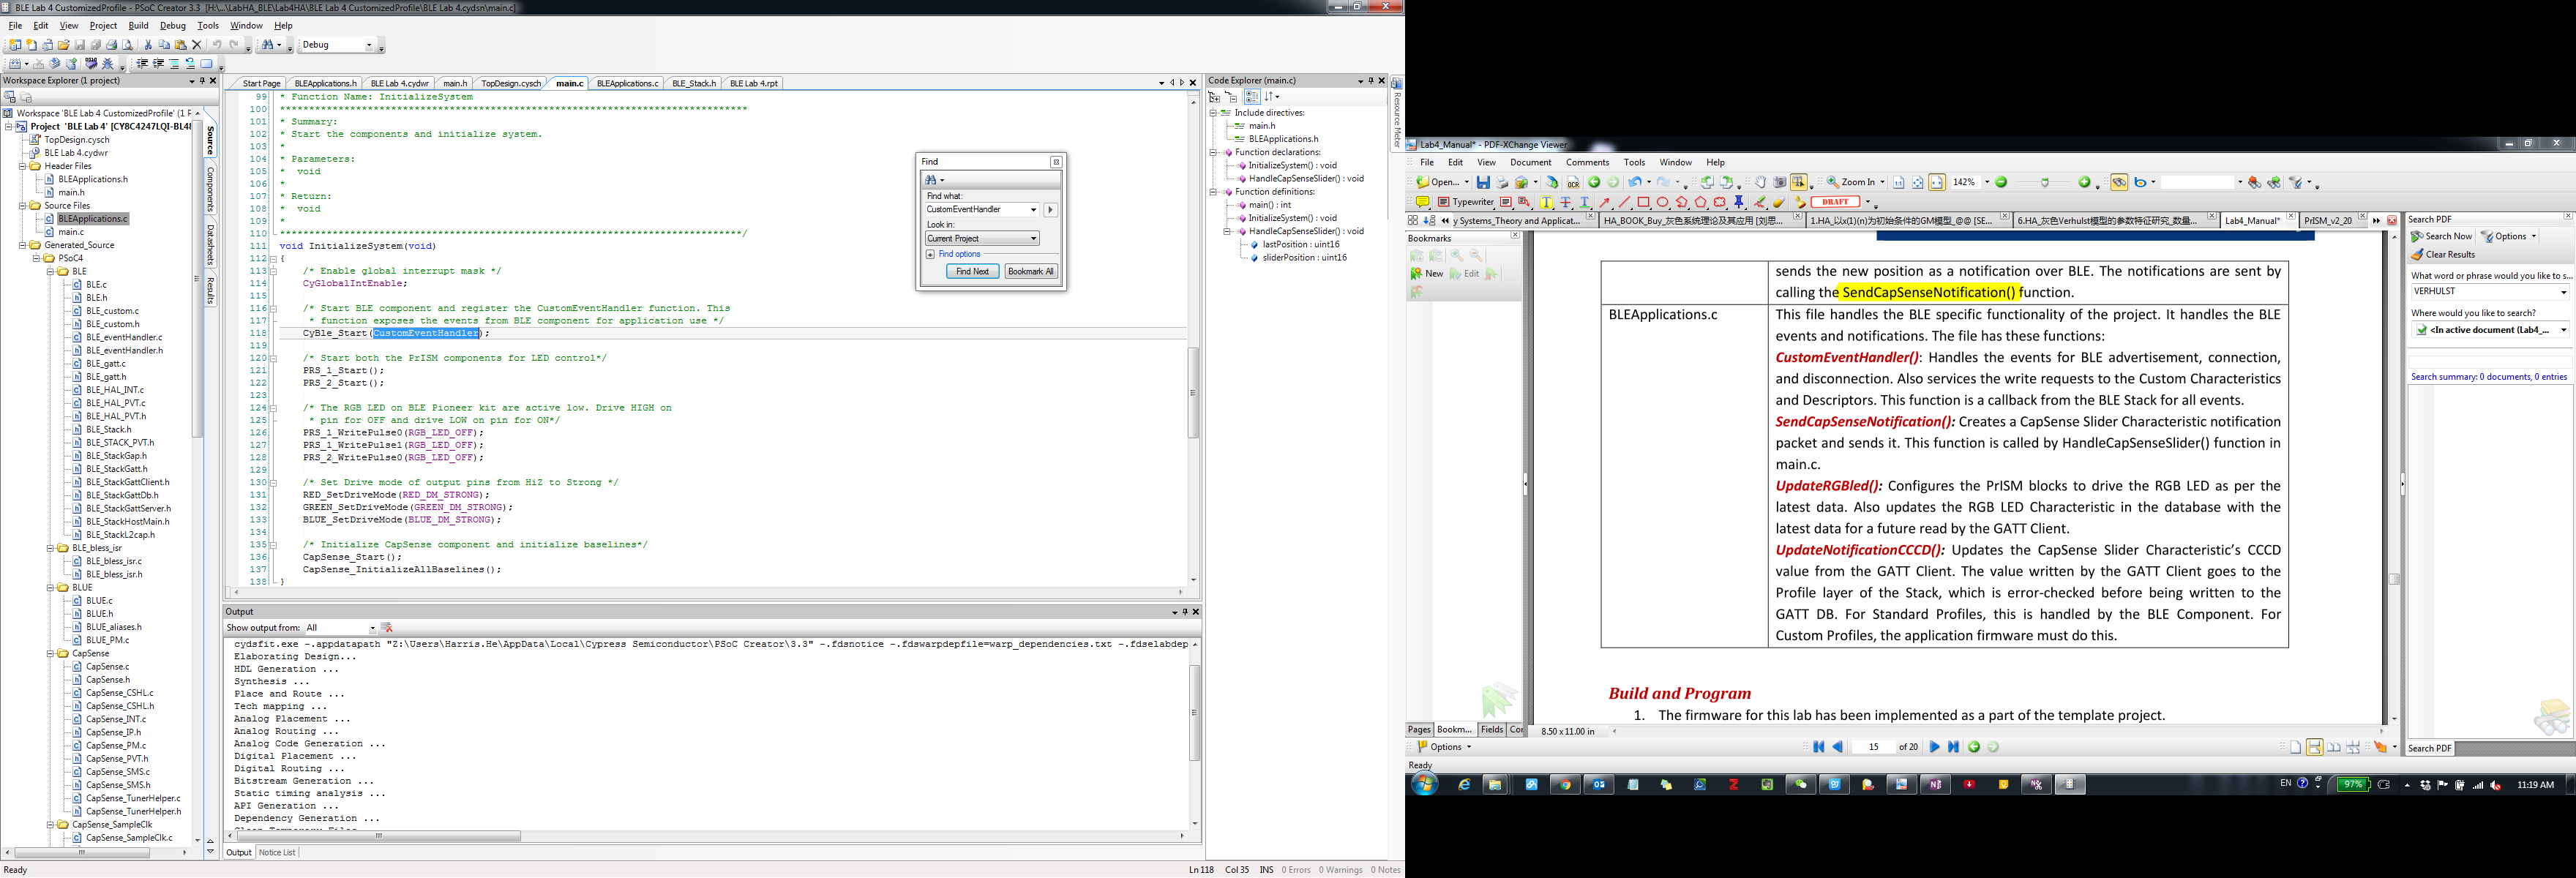 BLE Lab 4 CustomizedProfile - PSoC Creator 3.3 [H:\...\LabHA_BLE\Lab4HA\BLE Lab 4 CustomizedProfile\BLE Lab 4.cydsn\main.c]
File Edit View Project Build Debug Tools Window Help
Debug
Workspace Explorer (1 project)
Workspace 'BLE Lab 4 CustomizedProfile' (1 F
Project 'BLE Lab 4' [CY8C4247LQI-BL48
TopDesign.cysch
BLE Lab 4.cydwr
Header Files
BLEApplications.h
main.h
Source Files
BLEApplications.c
main.c
Generated_Source
PSoC4
BLE
BLE.c
BLE.h
BLE_custom.c
BLE_custom.h
BLE_eventHandler.c
BLE_eventHandler.h
BLE_gatt.c
BLE_gatt.h
BLE_HAL_INT.c
BLE_HAL_PVT.c
BLE_HAL_PVT.h
BLE_Stack.h
BLE_STACK_PVT.h
BLE_StackGap.h
BLE_StackGatt.h
BLE_StackGattClient.h
BLE_StackGattDb.h
BLE_StackGattServer.h
BLE_StackHostMain.h
BLE_StackL2cap.h
BLE_bless_isr
BLE_bless_isr.c
BLE_bless_isr.h
BLUE
BLUE.c
BLUE.h
BLUE_aliases.h
BLUE_PM.c
CapSense
CapSense.c
CapSense.h
CapSense_CSHL.c
CapSense_CSHL.h
CapSense_INT.c
CapSense_IP.h
CapSense_PM.c
CapSense_PVT.h
CapSense_SMS.c
CapSense_SMS.h
CapSense_TunerHelper.c
CapSense_TunerHelper.h
CapSense_SampleClk
CapSense_SampleClk.c
Source
Components
Datasheets
Results
Start Page BLEApplications.h BLE Lab 4.cydwr main.h TopDesign.cysch main.c BLEApplications.c BLE_Stack.h BLE Lab 4.rpt
99 * Function Name: InitializeSystem
100 *******************************************************************************
101 * Summary:
102 * Start the components and initialize system.
103 *
104 * Parameters:
105 *  void
106 *
107 * Return:
108 *  void
109 *
110 *******************************************************************************/
111 void InitializeSystem(void)
112 {
113 /* Enable global interrupt mask */
114 CyGlobalIntEnable;
115
116 /* Start BLE component and register the CustomEventHandler function. This
117 * function exposes the events from BLE component for application use */
118 CyBle_Start(CustomEventHandler);
119
120 /* Start both the PrISM components for LED control*/
121 PRS_1_Start();
122 PRS_2_Start();
123
124 /* The RGB LED on BLE Pioneer kit are active low. Drive HIGH on
125 * pin for OFF and drive LOW on pin for ON*/
126 PRS_1_WritePulse0(RGB_LED_OFF);
127 PRS_1_WritePulse1(RGB_LED_OFF);
128 PRS_2_WritePulse0(RGB_LED_OFF);
129
130 /* Set Drive mode of output pins from HiZ to Strong */
131 RED_SetDriveMode(RED_DM_STRONG);
132 GREEN_SetDriveMode(GREEN_DM_STRONG);
133 BLUE_SetDriveMode(BLUE_DM_STRONG);
134
135 /* Initialize CapSense component and initialize baselines*/
136 CapSense_Start();
137 CapSense_InitializeAllBaselines();
138 }
Find
Find what:
CustomEventHandler
Look in:
Current Project
Find options
Find Next Bookmark All
Output
Show output from: All
cydsfit.exe -.appdatapath "Z:\Users\Harris.He\AppData\Local\Cypress Semiconductor\PSoC Creator\3.3" -.fdsnotice -.fdswarpdepfile=warp_dependencies.txt -.fdselabdep
Elaborating Design...
HDL Generation ...
Synthesis ...
Place and Route ...
Tech mapping ...
Analog Placement ...
Analog Routing ...
Analog Code Generation ...
Digital Placement ...
Digital Routing ...
Bitstream Generation ...
Static timing analysis ...
API Generation ...
Dependency Generation ...
Output Notice List
Ready
Ln 118 Col 35 INS 0 Errors 0 Warnings 0 Notes
Code Explorer (main.c)
Include directives:
main.h
BLEApplications.h
Function declarations:
InitializeSystem() : void
HandleCapSenseSlider() : void
Function definitions:
main() : int
InitializeSystem() : void
HandleCapSenseSlider() : void
lastPosition : uint16
sliderPosition : uint16
Resource Meter
Lab4_Manual* - PDF-XChange Viewer
File Edit View Document Comments Tools Window Help
Open... OCR Zoom In 142%
Typewriter DRAFT
y Systems_Theory and Applicat... HA_BOOK_Buy_灰色系统理论及其应用 [刘思... 1.HA_以x(1)(n)为初始条件的GM模型_@@ [SE... 6.HA_灰色Verhulst模型的参数特征研究_数量... Lab4_Manual* PrISM_v2_20
Bookmarks
New Edit
sends the new position as a notification over BLE. The notifications are sent by
calling the SendCapSenseNotification() function.
BLEApplications.c
This file handles the BLE specific functionality of the project. It handles the BLE
events and notifications. The file has these functions:
CustomEventHandler(): Handles the events for BLE advertisement, connection,
and disconnection. Also services the write requests to the Custom Characteristics
and Descriptors. This function is a callback from the BLE Stack for all events.
SendCapSenseNotification(): Creates a CapSense Slider Characteristic notification
packet and sends it. This function is called by HandleCapSenseSlider() function in
main.c.
UpdateRGBled(): Configures the PrISM blocks to drive the RGB LED as per the
latest data. Also updates the RGB LED Characteristic in the database with the
latest data for a future read by the GATT Client.
UpdateNotificationCCCD(): Updates the CapSense Slider Characteristic's CCCD
value from the GATT Client. The value written by the GATT Client goes to the
Profile layer of the Stack, which is error-checked before being written to the
GATT DB. For Standard Profiles, this is handled by the BLE Component. For
Custom Profiles, the application firmware must do this.
Build and Program
1. The firmware for this lab has been implemented as a part of the template project.
Pages Bookm... Fields Co
8.50 x 11.00 in
Options
15 of 20
Ready
Search PDF
Search Now Options
Clear Results
What word or phrase would you like to s...
VERHULST
Where would you like to search?
<In active document (Lab4_...
Search summary: 0 documents, 0 entries
Search PDF
EN 97% 11:19 AM